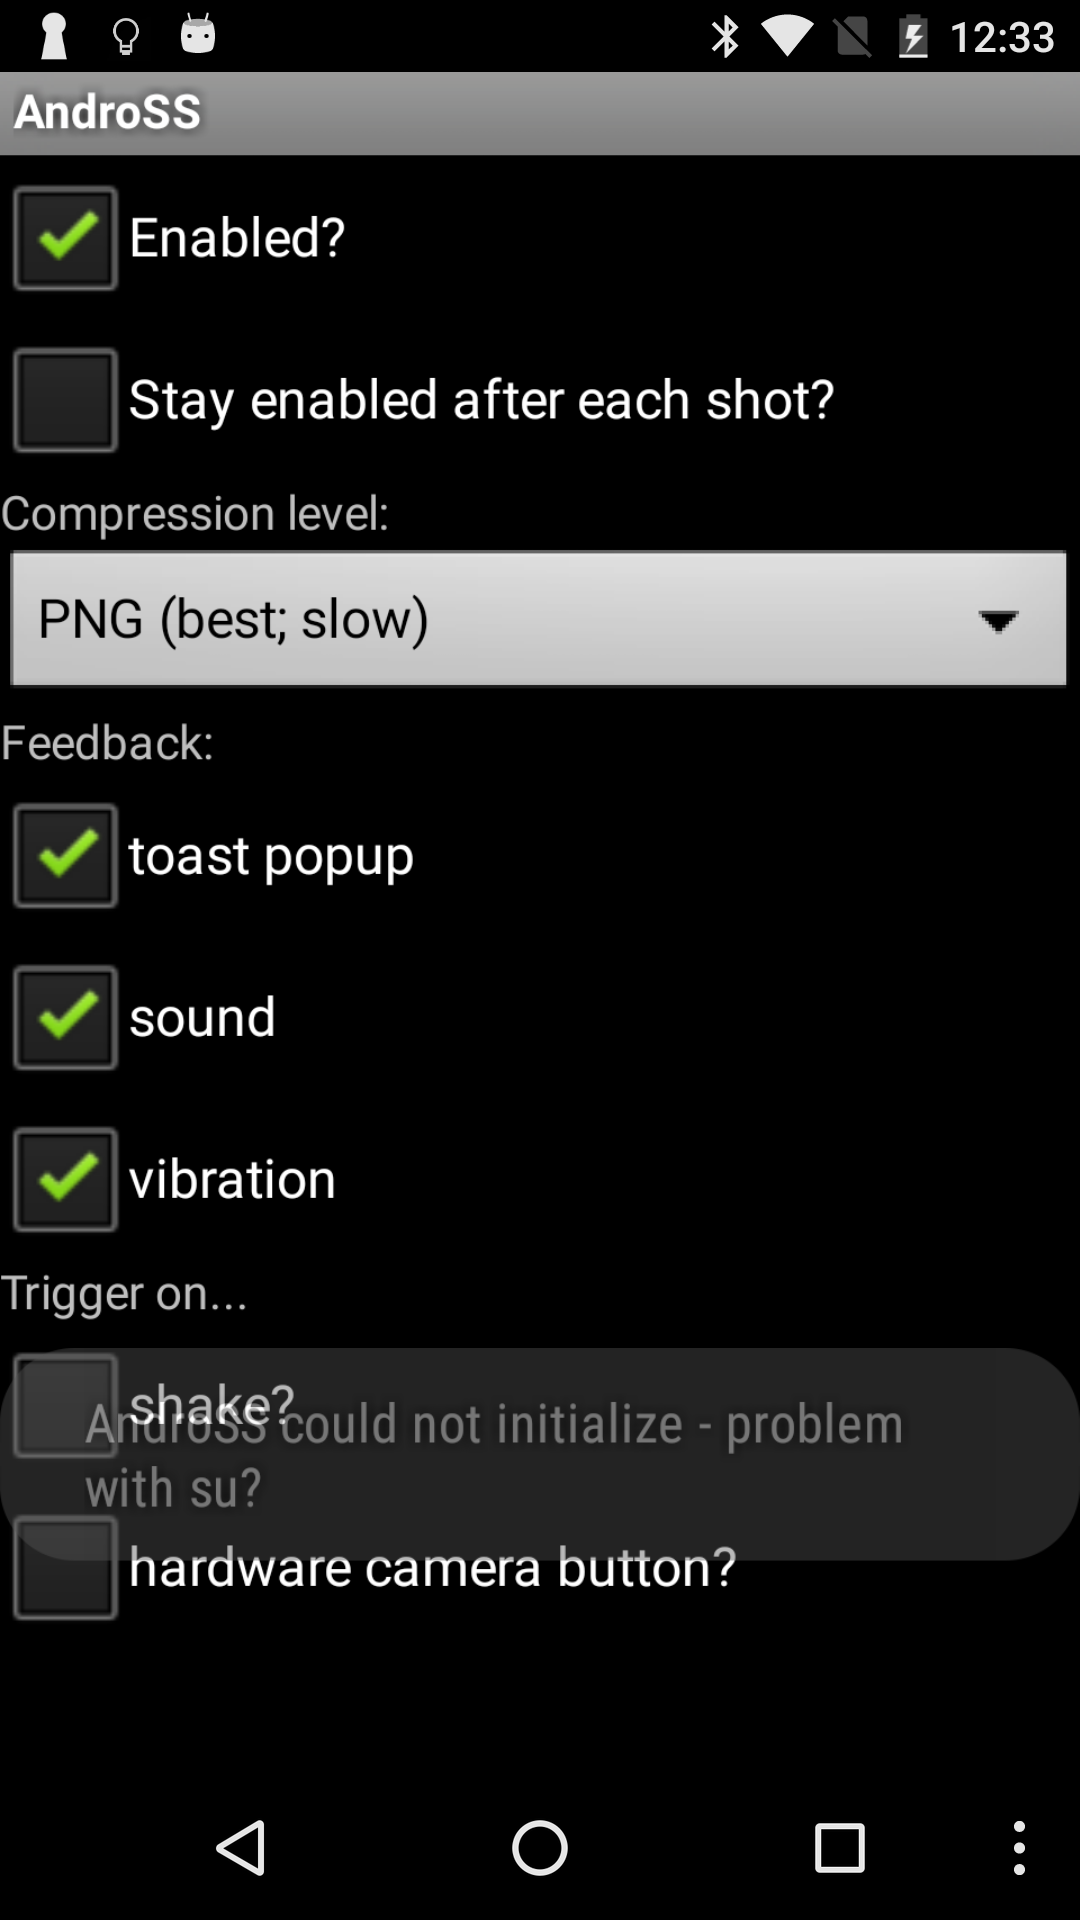 12:33
AndroSS
Enabled?
Stay enabled after each shot?
Compression level:
PNG (best; slow)
Feedback:
toast popup
sound
vibration
Trigger on...
shake?
AndroSS could not initialize - problem
with su?
hardware camera button?